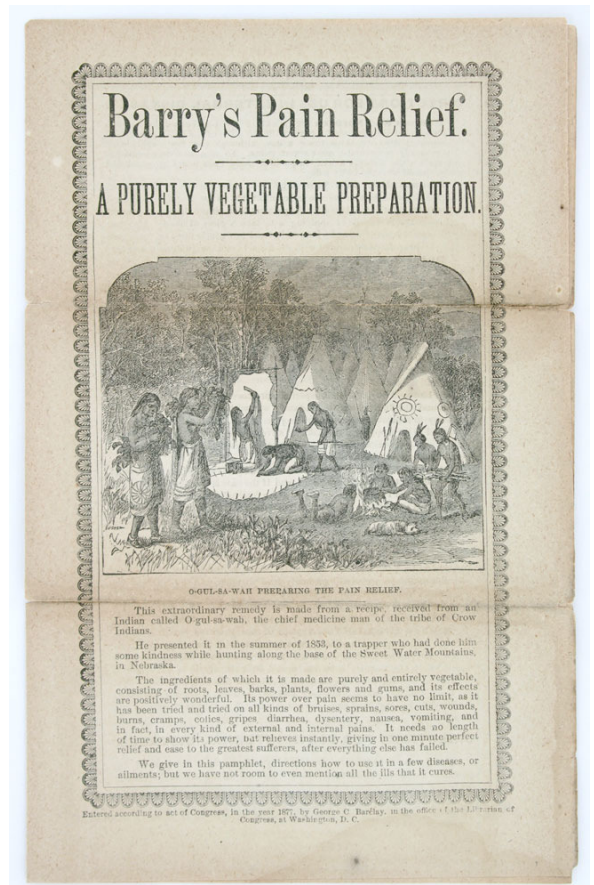 Barry's Pain Relief.
A PURELY VEGETABLE PREPARATION.
O-GUL-SA-WAH PREPARING THE PAIN RELIEF.
This extraordinary remedy is made from a recipe, received from an
Indian called O-gul-sa-wah, the chief medicine man of the tribe of Crow
Indians.
He presented it in the summer of 1853, to a trapper who had done him
some kindness while hunting along the base of the Sweet Water Mountains,
in Nebraska.
The ingredients of which it is made are purely and entirely vegetable,
consisting of roots, leaves, barks, plants, flowers and gums, and its effects
are positively wonderful. Its power over pain seems to have no limit, as it
has been tried and tried on all kinds of bruises, sprains, sores, cuts, wounds,
burns, cramps, colics, gripes diarrhea, dysentery, nausea, vomiting, and
in fact, in every kind of external and internal pains. It needs no length
of time to show its power, but relieves instantly, giving in one minute perfect
relief and ease to the greatest sufferers, after everything else has failed.
We give in this pamphlet, directions how to use it in a few diseases, or
ailments; but we have not room to even mention all the ills that it cures.
Entered according to act of Congress, in the year 1877, by George C Barclay, in the office of the Librarian of
Congress, at Washington, D. C.